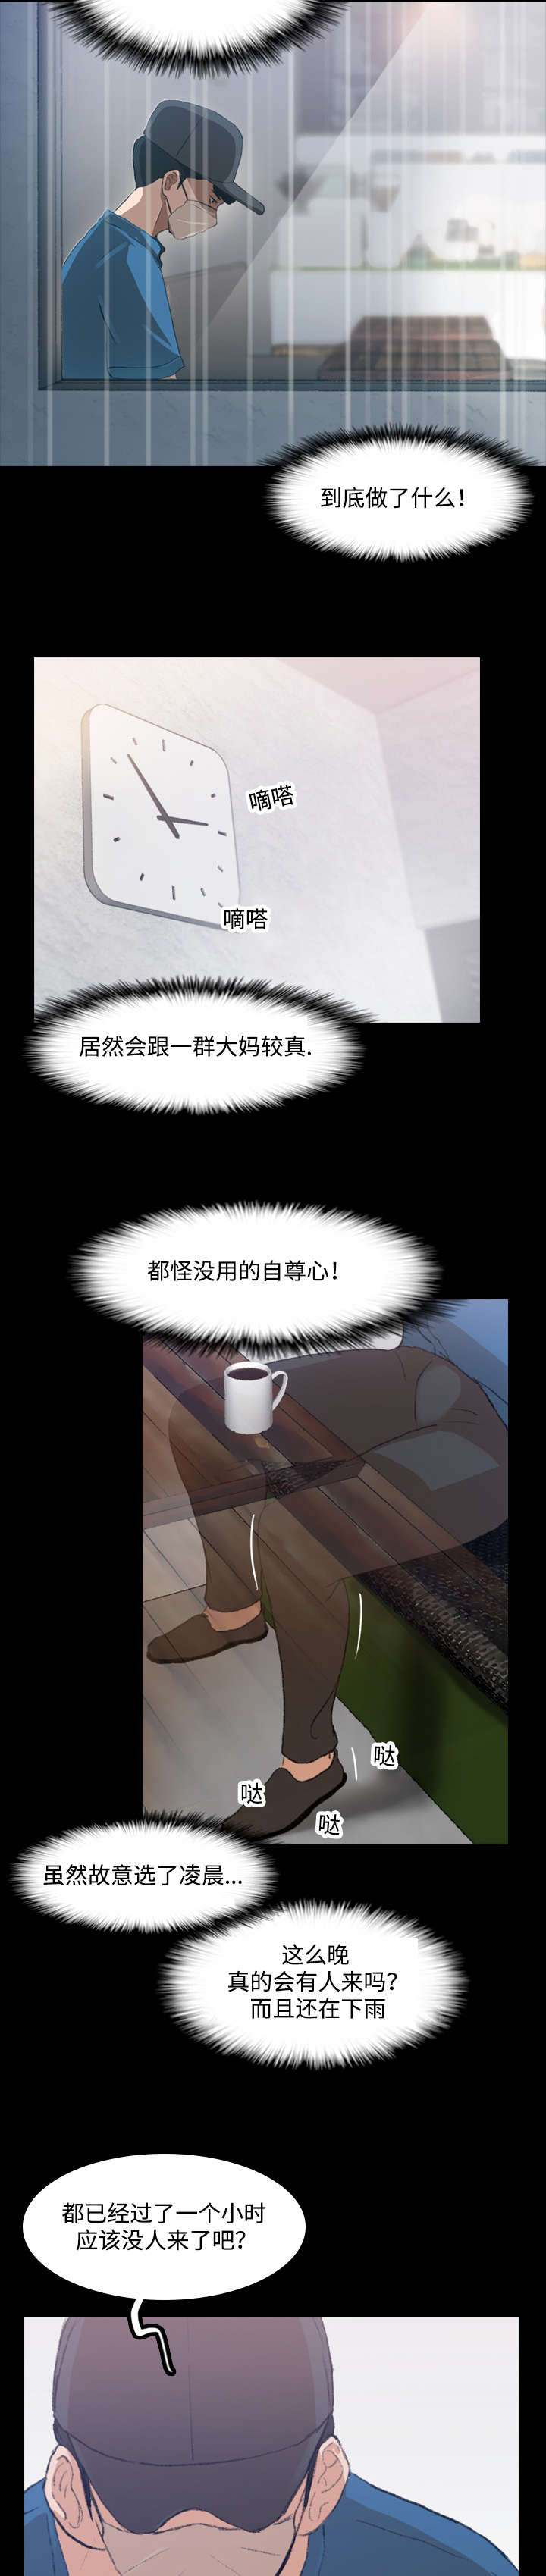 到底做了什么！
嘀嗒
嘀嗒
居然会跟一群大妈较真.
都怪没用的自尊心！
哒
哒
哒
虽然故意选了凌晨...
这么晚
真的会有人来吗？
而且还在下雨
都已经过了一个小时
应该没人来了吧？